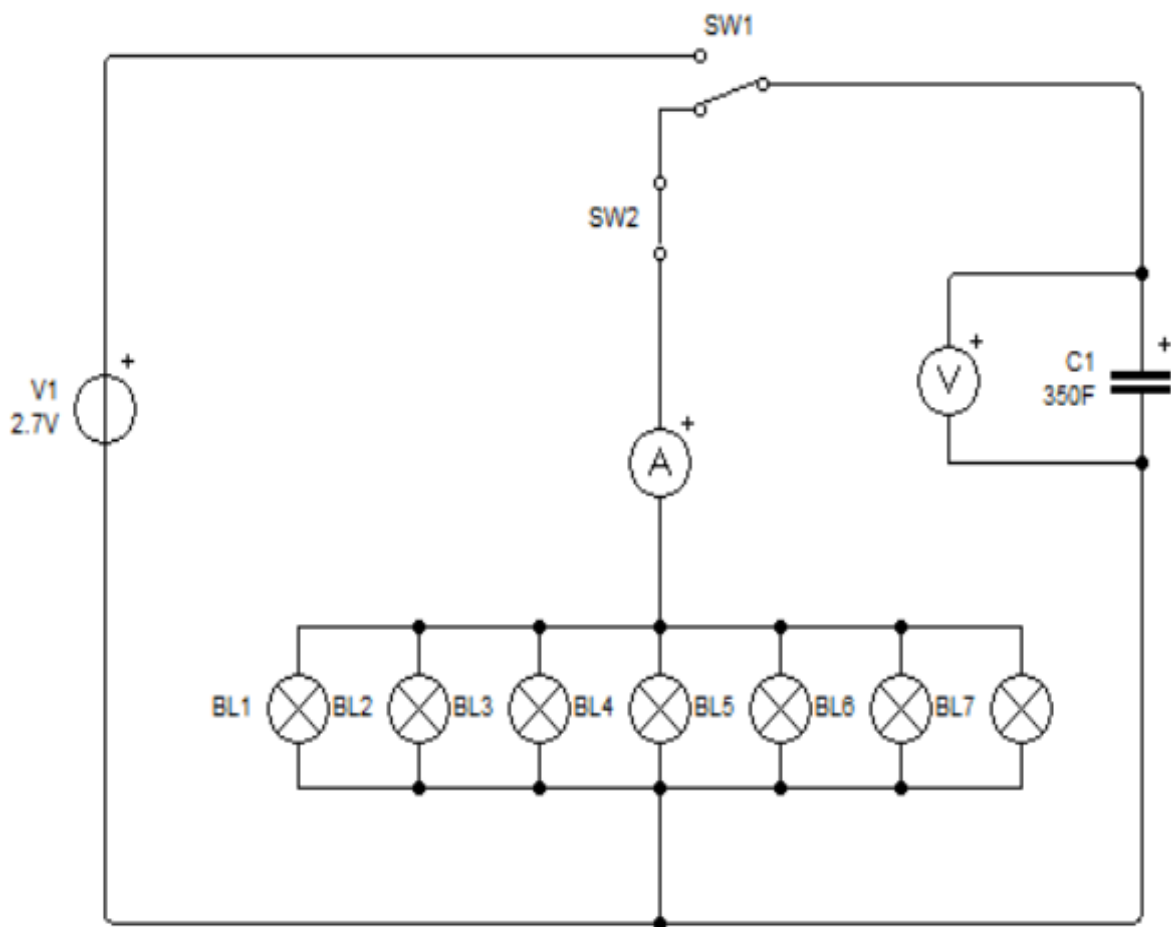 SW1
SW2
+
V1
2.7V
+
V
+
C1
350F
+
A
BL1 BL2 BL3 BL4 BL5 BL6 BL7